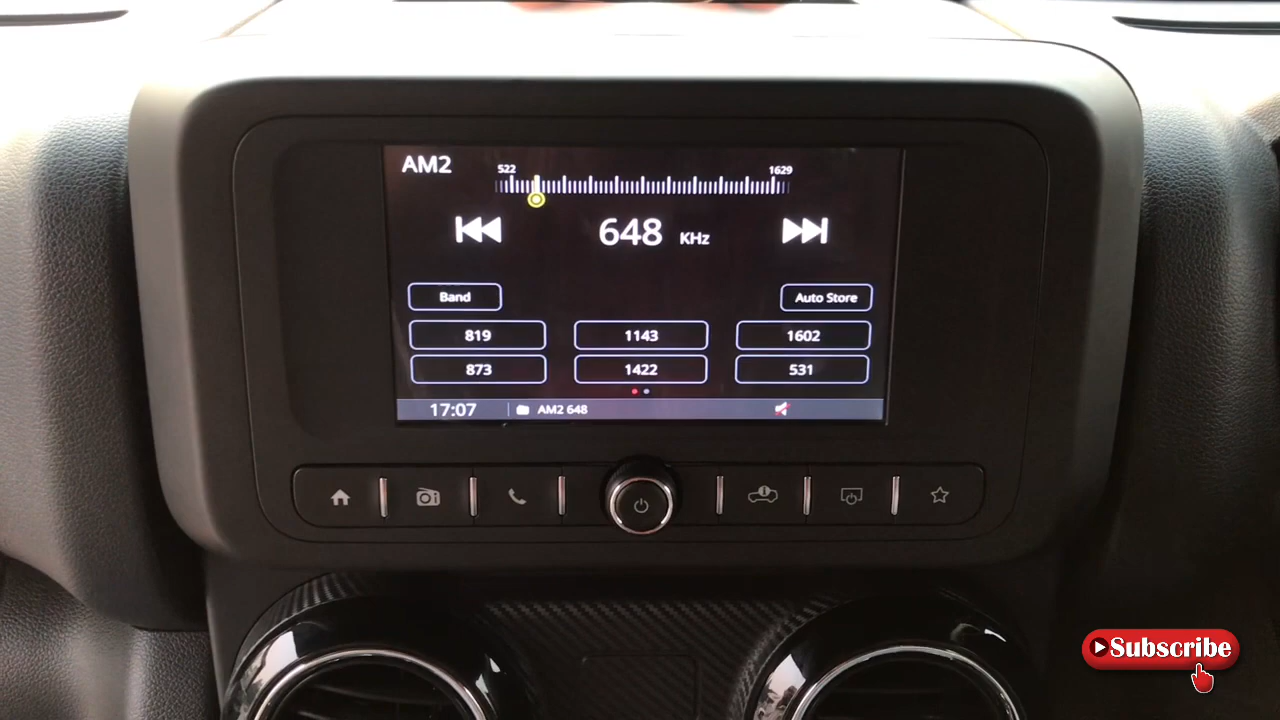 AM2
522
1629
648 KHz
Band
Auto Store
819
1143
1602
873
1422
531
17:07
AM2 648
Subscribe